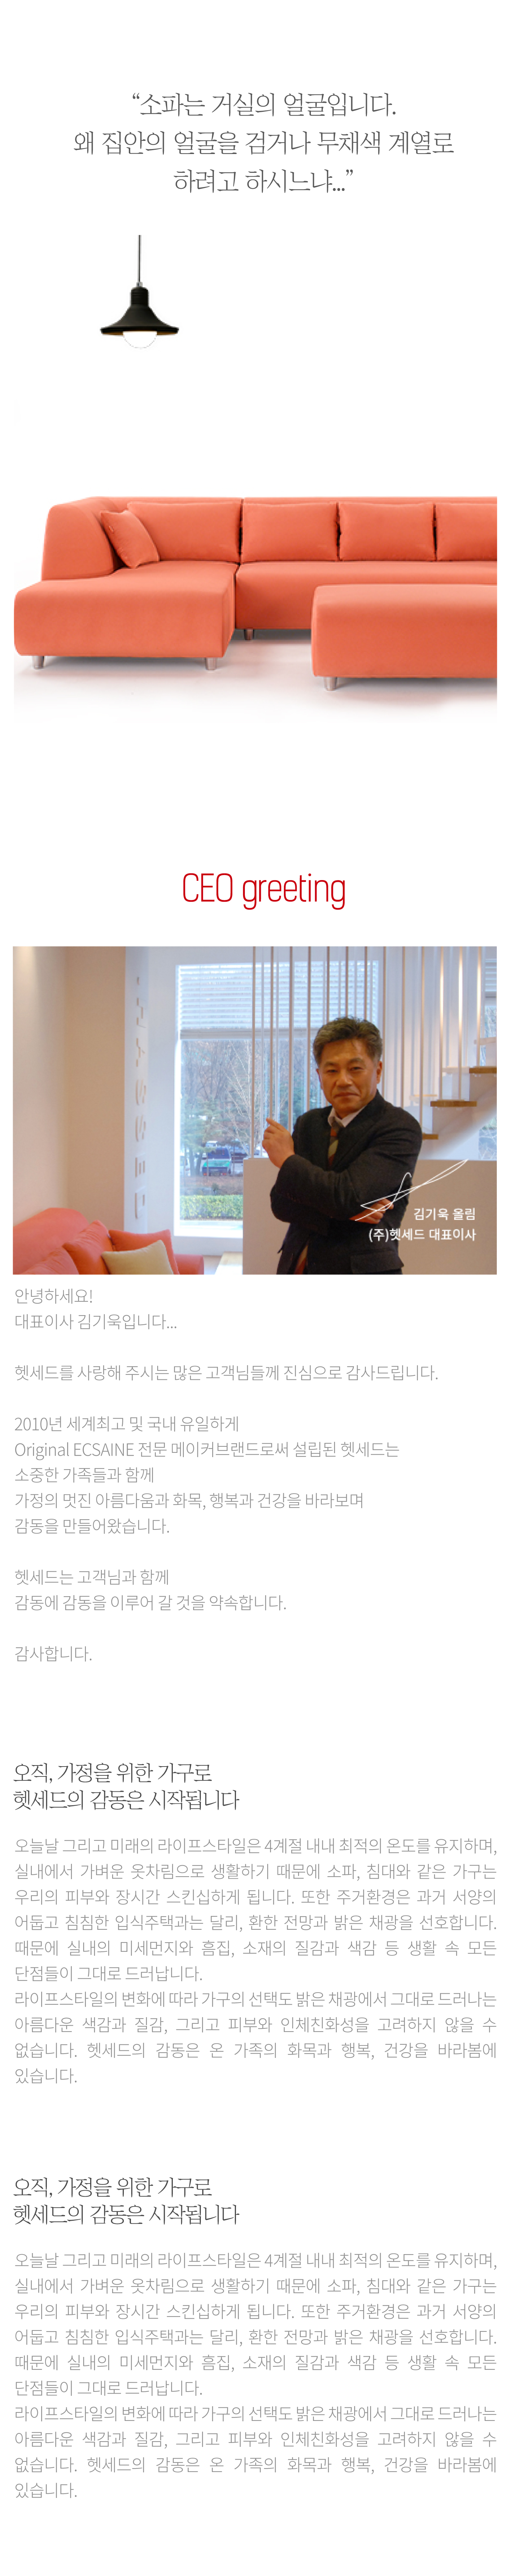 “소파는 거실의 얼굴입니다.
왜 집안의 얼굴을 검거나 무채색 계열로
하려고 하시느냐...”
CEO greeting
김기욱 올림
(주)헷세드 대표이사
안녕하세요!
대표이사 김기욱입니다...
헷세드를 사랑해 주시는 많은 고객님들께 진심으로 감사드립니다.
2010년 세계최고 및 국내 유일하게
Original ECSAINE 전문 메이커브랜드로써 설립된 헷세드는
소중한 가족들과 함께
가정의 멋진 아름다움과 화목, 행복과 건강을 바라보며
감동을 만들어왔습니다.
헷세드는 고객님과 함께
감동에 감동을 이루어 갈 것을 약속합니다.
감사합니다.
오직, 가정을 위한 가구로
헷세드의 감동은 시작됩니다
오늘날 그리고 미래의 라이프스타일은 4계절 내내 최적의 온도를 유지하며,
실내에서 가벼운 옷차림으로 생활하기 때문에 소파, 침대와 같은 가구는
우리의 피부와 장시간 스킨십하게 됩니다. 또한 주거환경은 과거 서양의
어둡고 침침한 입식주택과는 달리, 환한 전망과 밝은 채광을 선호합니다.
때문에 실내의 미세먼지와 흠집, 소재의 질감과 색감 등 생활 속 모든
단점들이 그대로 드러납니다.
라이프스타일의 변화에 따라 가구의 선택도 밝은 채광에서 그대로 드러나는
아름다운 색감과 질감, 그리고 피부와 인체친화성을 고려하지 않을 수
없습니다. 헷세드의 감동은 온 가족의 화목과 행복, 건강을 바라봄에
있습니다.
오직, 가정을 위한 가구로
헷세드의 감동은 시작됩니다
오늘날 그리고 미래의 라이프스타일은 4계절 내내 최적의 온도를 유지하며,
실내에서 가벼운 옷차림으로 생활하기 때문에 소파, 침대와 같은 가구는
우리의 피부와 장시간 스킨십하게 됩니다. 또한 주거환경은 과거 서양의
어둡고 침침한 입식주택과는 달리, 환한 전망과 밝은 채광을 선호합니다.
때문에 실내의 미세먼지와 흠집, 소재의 질감과 색감 등 생활 속 모든
단점들이 그대로 드러납니다.
라이프스타일의 변화에 따라 가구의 선택도 밝은 채광에서 그대로 드러나는
아름다운 색감과 질감, 그리고 피부와 인체친화성을 고려하지 않을 수
없습니다. 헷세드의 감동은 온 가족의 화목과 행복, 건강을 바라봄에
있습니다.